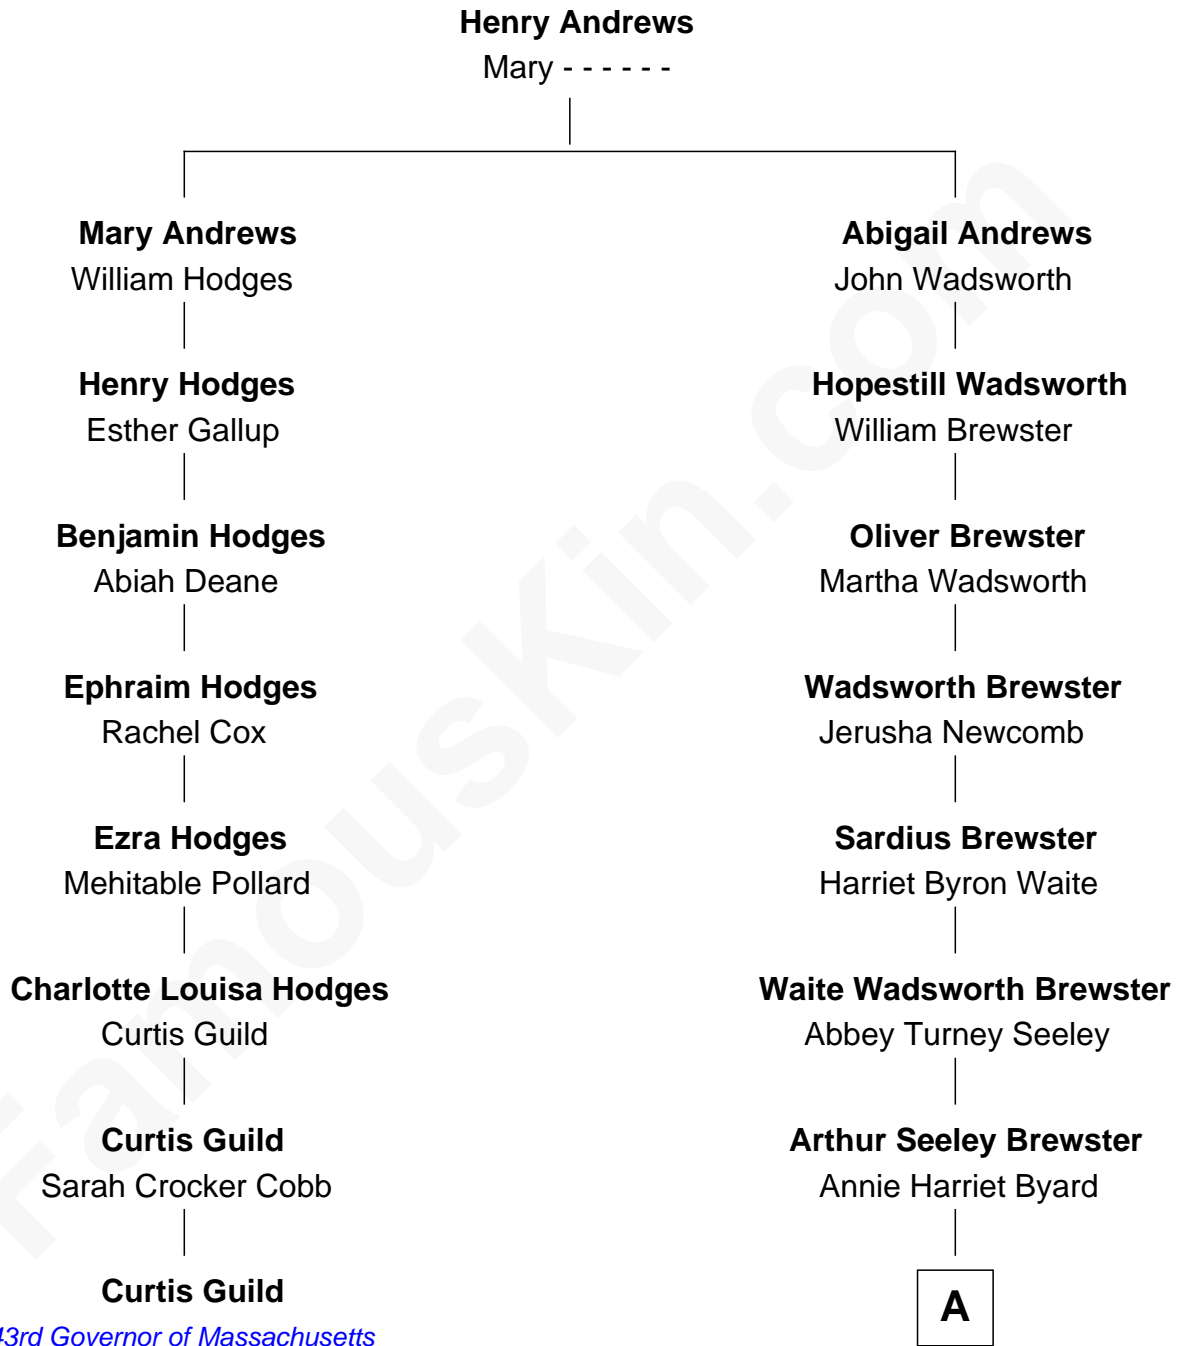 Henry Andrews
Mary - - - - - -
Mary Andrews
William Hodges
Abigail Andrews
John Wadsworth
Henry Hodges
Esther Gallup
Hopestill Wadsworth
William Brewster
Benjamin Hodges
Abiah Deane
Oliver Brewster
Martha Wadsworth
Ephraim Hodges
Rachel Cox
Wadsworth Brewster
Jerusha Newcomb
Ezra Hodges
Mehitable Pollard
Sardius Brewster
Harriet Byron Waite
Charlotte Louisa Hodges
Curtis Guild
Waite Wadsworth Brewster
Abbey Turney Seeley
Curtis Guild
Sarah Crocker Cobb
Arthur Seeley Brewster
Annie Harriet Byard
Curtis Guild
43rd Governor of Massachusetts
A
FamousKin.com